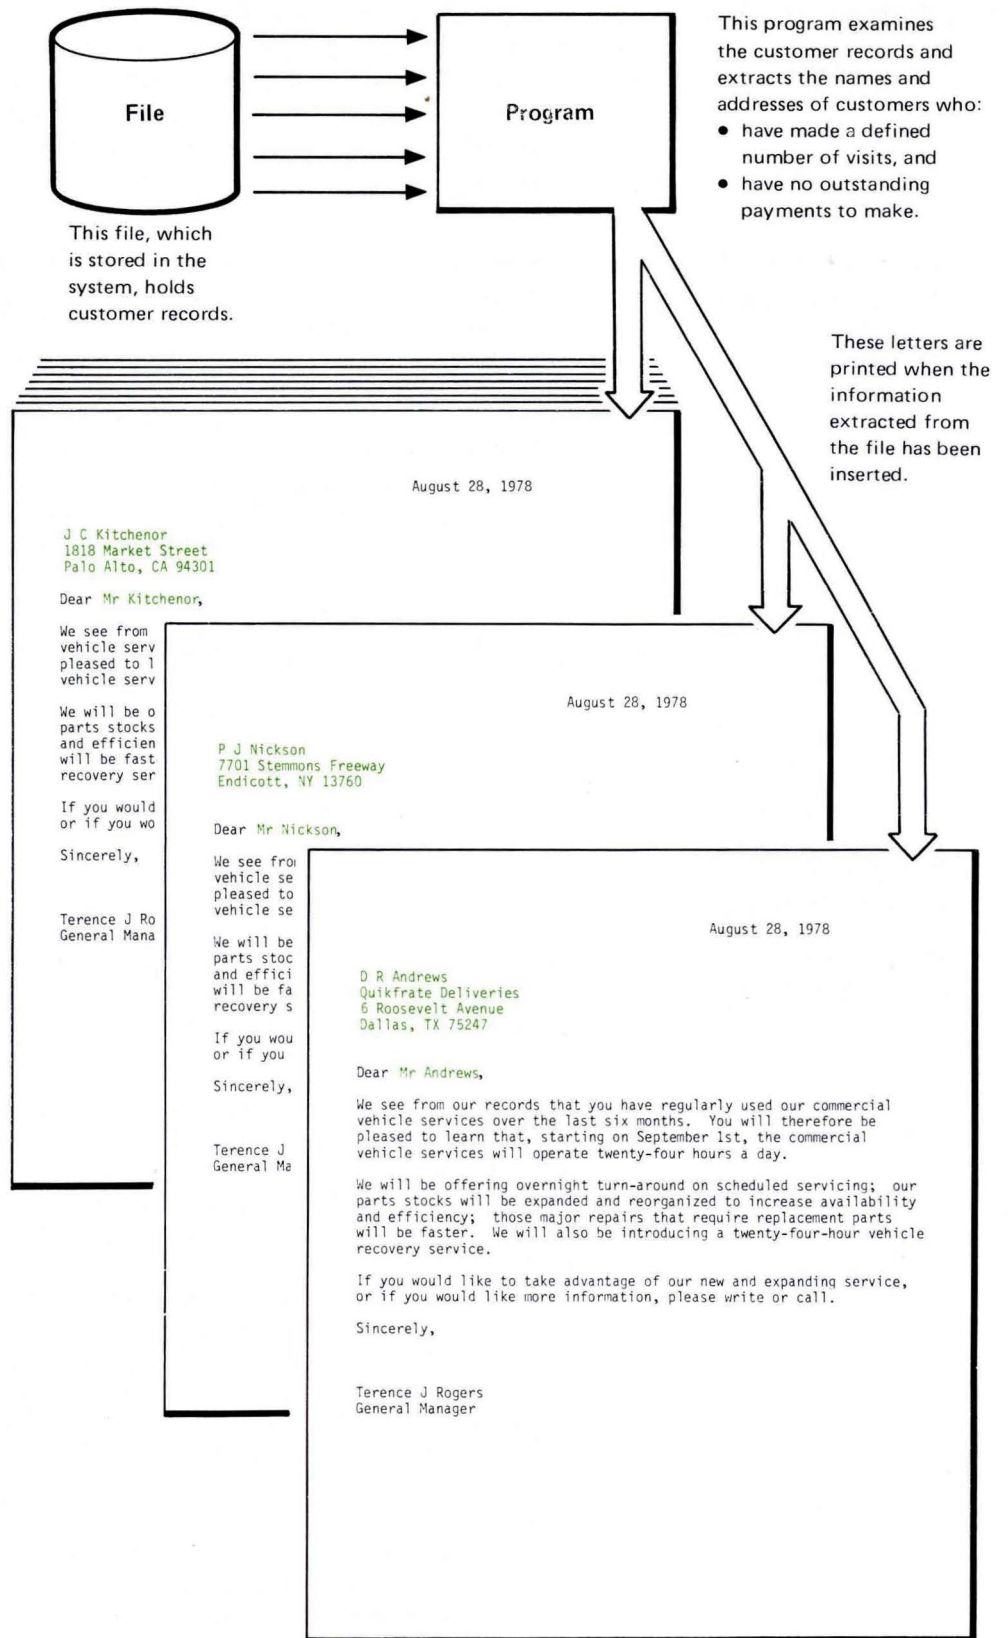 File
Program
This program examines
the customer records and
extracts the names and
addresses of customers who:
• have made a defined
number of visits, and
• have no outstanding
payments to make.
This file, which
is stored in the
system, holds
customer records.
These letters are
printed when the
information
extracted from
the file has been
inserted.
August 28, 1978
J C Kitchenor
1818 Market Street
Palo Alto, CA 94301
Dear Mr Kitchenor,
We see from
vehicle serv
pleased to l
vehicle serv
We will be o
parts stocks
and efficien
will be fast
recovery ser
If you would
or if you wo
Sincerely,
Terence J Ro
General Mana
August 28, 1978
P J Nickson
7701 Stemmons Freeway
Endicott, NY 13760
Dear Mr Nickson,
We see fro
vehicle se
pleased to
vehicle se
We will be
parts stoc
and effici
will be fa
recovery s
If you wou
or if you
Sincerely,
Terence J
General Ma
August 28, 1978
D R Andrews
Quikfrate Deliveries
6 Roosevelt Avenue
Dallas, TX 75247
Dear Mr Andrews,
We see from our records that you have regularly used our commercial
vehicle services over the last six months. You will therefore be
pleased to learn that, starting on September 1st, the commercial
vehicle services will operate twenty-four hours a day.
We will be offering overnight turn-around on scheduled servicing; our
parts stocks will be expanded and reorganized to increase availability
and efficiency; those major repairs that require replacement parts
will be faster. We will also be introducing a twenty-four-hour vehicle
recovery service.
If you would like to take advantage of our new and expanding service,
or if you would like more information, please write or call.
Sincerely,
Terence J Rogers
General Manager